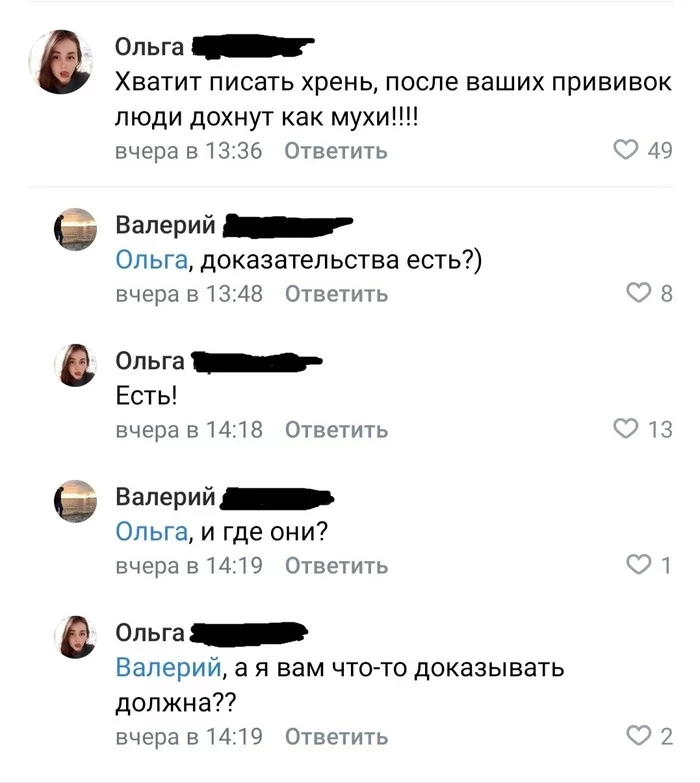 Ольга
Хватит писать хрень, после ваших прививок
люди дохнут как мухи!!!!
вчера в 13:36 Ответить 49
Валерий
Ольга, доказательства есть?)
вчера в 13:48 Ответить 8
Ольга
Есть!
вчера в 14:18 Ответить 13
Валерий
Ольга, и где они?
вчера в 14:19 Ответить 1
Ольга
Валерий, а я вам что-то доказывать
должна??
вчера в 14:19 Ответить 2